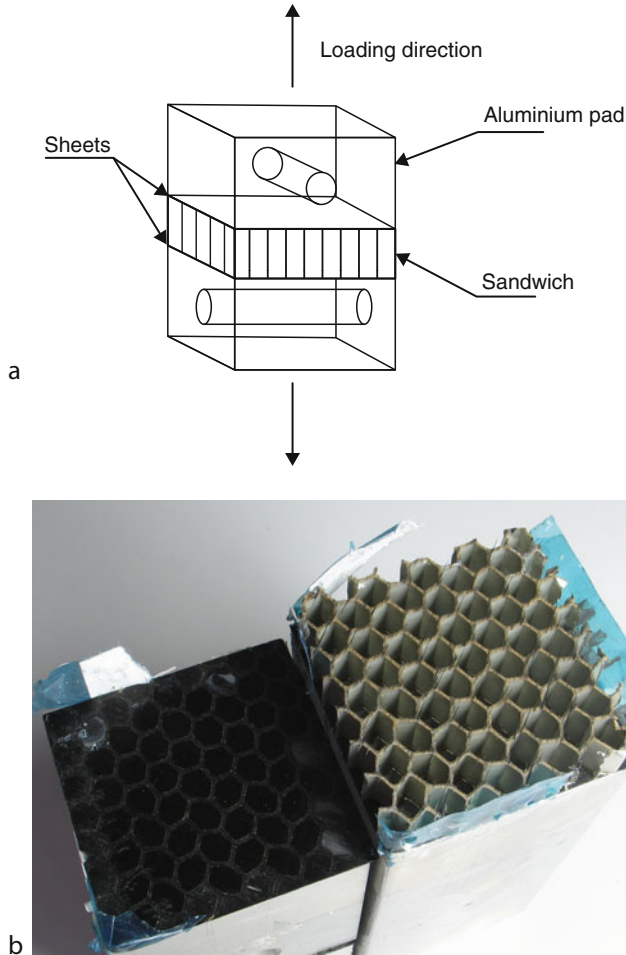 Loading direction
Aluminium pad
Sheets
Sandwich
a
b